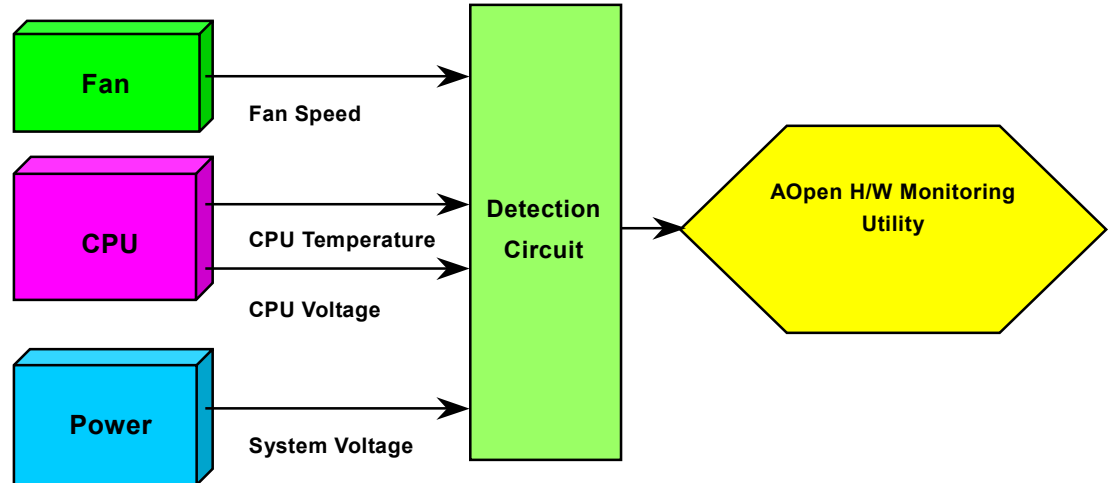 Fan
Fan Speed
CPU
CPU Temperature
CPU Voltage
Power
System Voltage
Detection
Circuit
AOpen H/W Monitoring
Utility